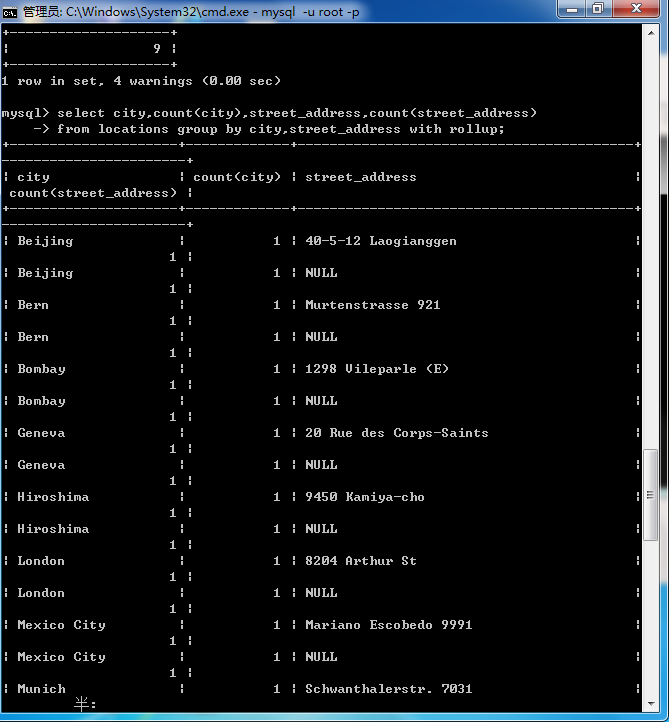 管理员: C:\Windows\System32\cmd.exe - mysql  -u root -p
+--------------------+
¦                  9 ¦
+--------------------+
1 row in set, 4 warnings (0.00 sec)
mysql> select city,count(city),street_address,count(street_address)
    -> from locations group by city,street_address with rollup;
+---------------------+-------------+------------------------------------------+
-----------------------+
¦ city                ¦ count(city) ¦ street_address                           ¦
 count(street_address) ¦
+---------------------+-------------+------------------------------------------+
-----------------------+
¦ Beijing             ¦           1 ¦ 40-5-12 Laogianggen                      ¦
                     1 ¦
¦ Beijing             ¦           1 ¦ NULL                                     ¦
                     1 ¦
¦ Bern                ¦           1 ¦ Murtenstrasse 921                        ¦
                     1 ¦
¦ Bern                ¦           1 ¦ NULL                                     ¦
                     1 ¦
¦ Bombay              ¦           1 ¦ 1298 Vileparle (E)                       ¦
                     1 ¦
¦ Bombay              ¦           1 ¦ NULL                                     ¦
                     1 ¦
¦ Geneva              ¦           1 ¦ 20 Rue des Corps-Saints                  ¦
                     1 ¦
¦ Geneva              ¦           1 ¦ NULL                                     ¦
                     1 ¦
¦ Hiroshima           ¦           1 ¦ 9450 Kamiya-cho                          ¦
                     1 ¦
¦ Hiroshima           ¦           1 ¦ NULL                                     ¦
                     1 ¦
¦ London              ¦           1 ¦ 8204 Arthur St                           ¦
                     1 ¦
¦ London              ¦           1 ¦ NULL                                     ¦
                     1 ¦
¦ Mexico City         ¦           1 ¦ Mariano Escobedo 9991                    ¦
                     1 ¦
¦ Mexico City         ¦           1 ¦ NULL                                     ¦
                     1 ¦
¦ Munich              ¦           1 ¦ Schwanthalerstr. 7031                    ¦
半: